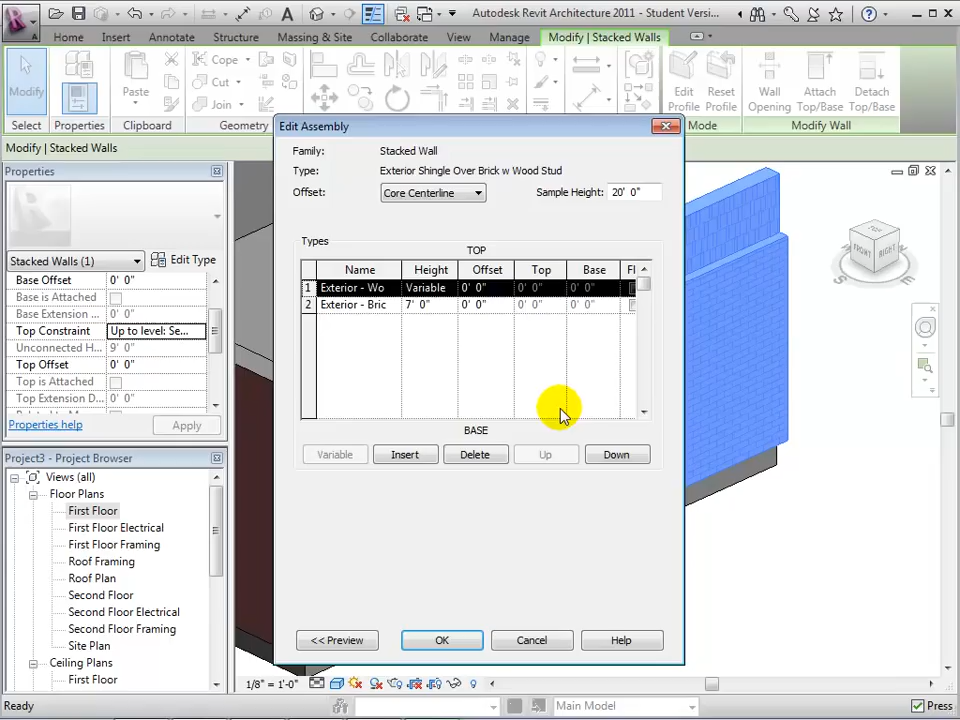 Autodesk Revit Architecture 2011 - Student Versi...
Home Insert Annotate Structure Massing & Site Collaborate View Manage Modify | Stacked Walls
Modify Paste Cope Cut Join Edit Profile Reset Profile Wall Opening Attach Top/Base Detach Top/Base
Select Properties Clipboard Geometry Mode Modify Wall
Modify | Stacked Walls
Properties
Stacked Walls (1) Edit Type
Base Offset 0' 0"
Base is Attached
Base Extension ... 0' 0"
Top Constraint Up to level: Se...
Unconnected H... 9' 0"
Top Offset 0' 0"
Top is Attached
Top Extension D... 0' 0"
Properties help Apply
Project3 - Project Browser
Views (all)
Floor Plans
First Floor
First Floor Electrical
First Floor Framing
Roof Framing
Roof Plan
Second Floor
Second Floor Electrical
Second Floor Framing
Site Plan
Ceiling Plans
First Floor
Edit Assembly
Family: Stacked Wall
Type: Exterior Shingle Over Brick w Wood Stud
Offset: Core Centerline Sample Height: 20' 0"
Types
TOP
Name Height Offset Top Base Fl
1 Exterior - Wo Variable 0' 0" 0' 0" 0' 0"
2 Exterior - Bric 7' 0" 0' 0" 0' 0" 0' 0"
BASE
Variable Insert Delete Up Down
<< Preview OK Cancel Help
TOP
FRONT RIGHT
1/8" = 1'-0"
Ready Main Model Press